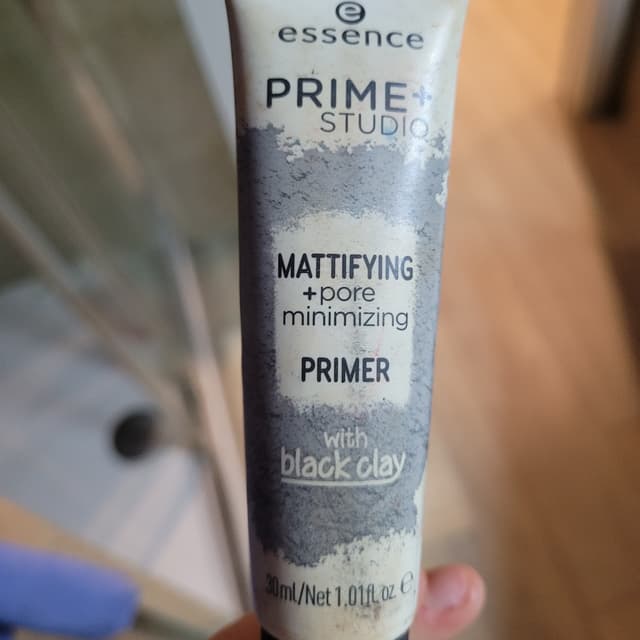 essence
PRIME+
STUDIO
MATTIFYING
+pore
minimizing
PRIMER
with
black clay
30ml/Net 1.01fl.oz ℮